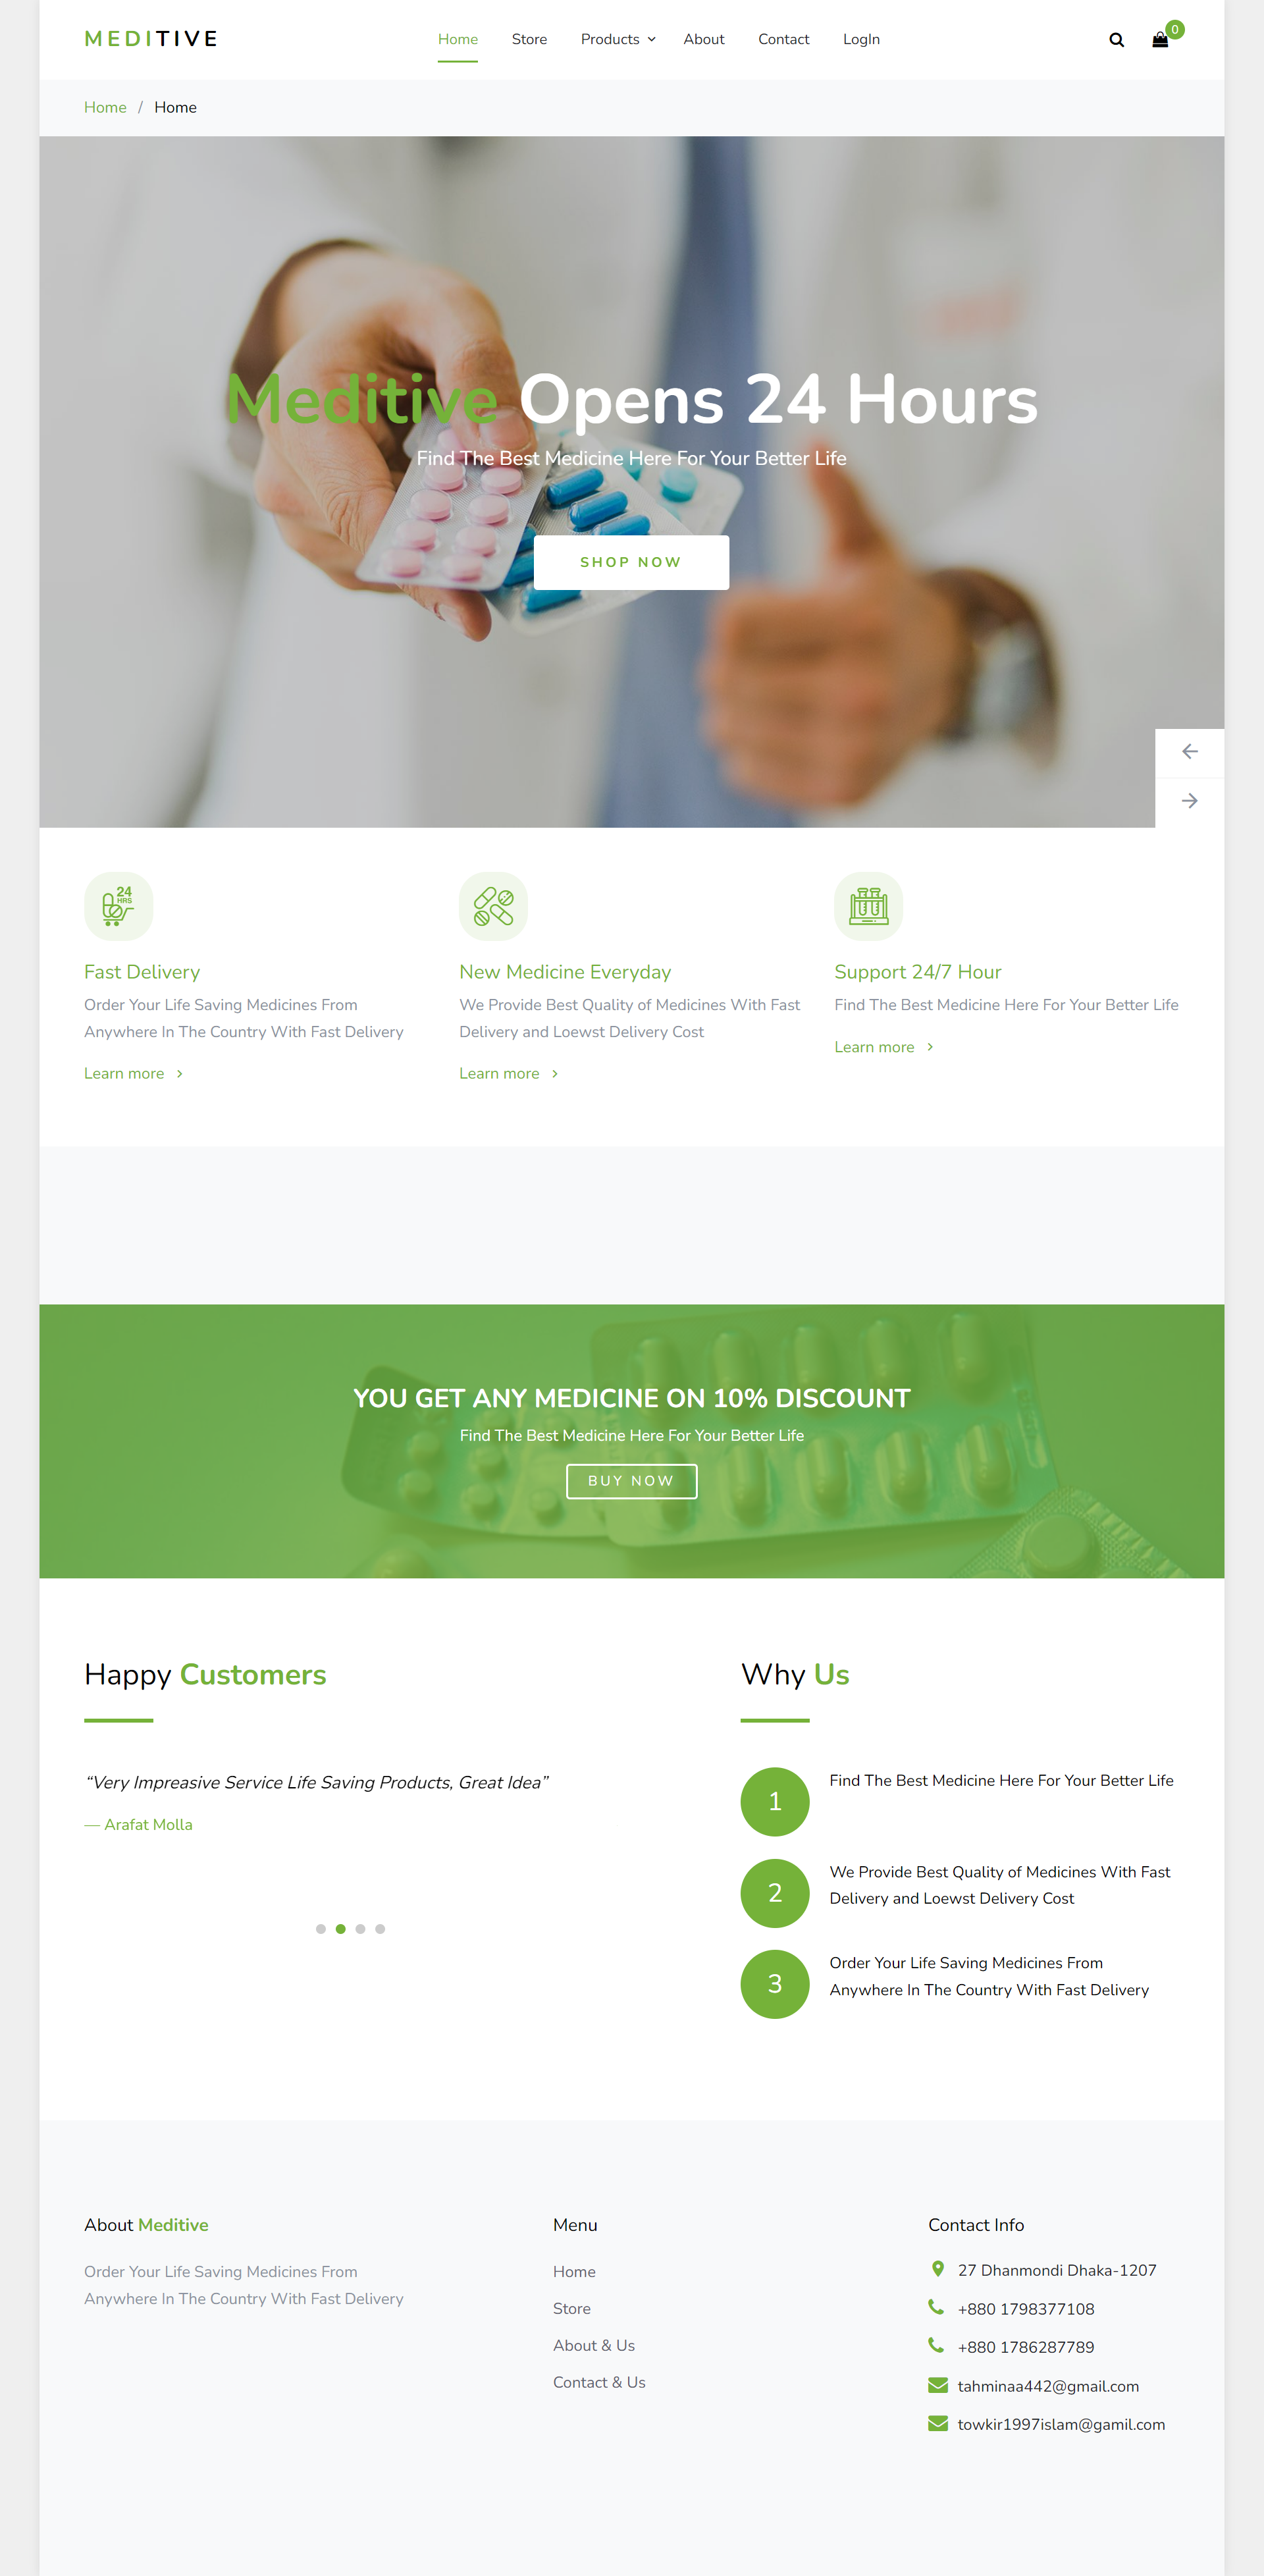 MEDITIVE
Home Store Products About Contact LogIn
0
Home / Home
Meditive Opens 24 Hours
Find The Best Medicine Here For Your Better Life
SHOP NOW
24
HRS
Fast Delivery
Order Your Life Saving Medicines From
Anywhere In The Country With Fast Delivery
Learn more
New Medicine Everyday
We Provide Best Quality of Medicines With Fast
Delivery and Loewst Delivery Cost
Learn more
Support 24/7 Hour
Find The Best Medicine Here For Your Better Life
Learn more
YOU GET ANY MEDICINE ON 10% DISCOUNT
Find The Best Medicine Here For Your Better Life
BUY NOW
Happy Customers
“Very Impreasive Service Life Saving Products, Great Idea”
— Arafat Molla
Why Us
1
Find The Best Medicine Here For Your Better Life
2
We Provide Best Quality of Medicines With Fast
Delivery and Loewst Delivery Cost
3
Order Your Life Saving Medicines From
Anywhere In The Country With Fast Delivery
About Meditive
Order Your Life Saving Medicines From
Anywhere In The Country With Fast Delivery
Menu
Home
Store
About & Us
Contact & Us
Contact Info
27 Dhanmondi Dhaka-1207
+880 1798377108
+880 1786287789
tahminaa442@gmail.com
towkir1997islam@gamil.com